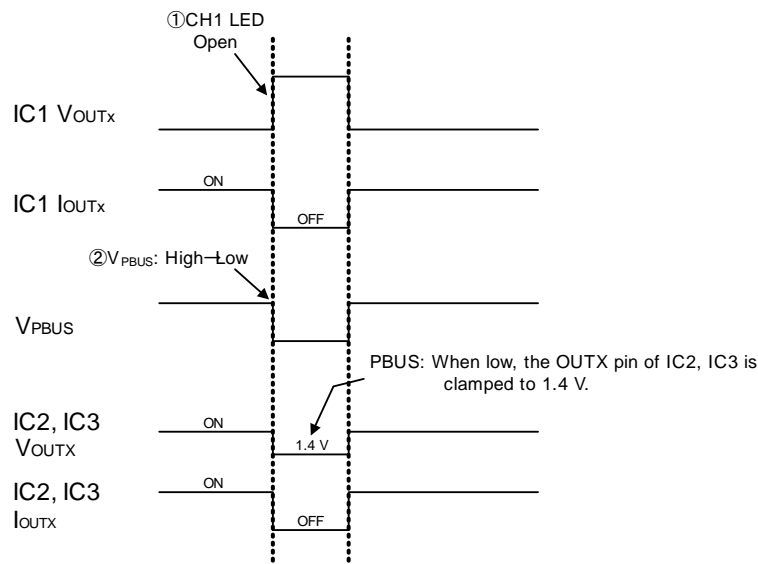 ①CH1 LED
Open
IC1 VOUTx
ON
IC1 IOUTx
OFF
②VPBUS: High→Low
VPBUS
PBUS: When low, the OUTX pin of IC2, IC3 is
clamped to 1.4 V.
IC2, IC3
VOUTX
ON
1.4 V
IC2, IC3
IOUTX
ON
OFF